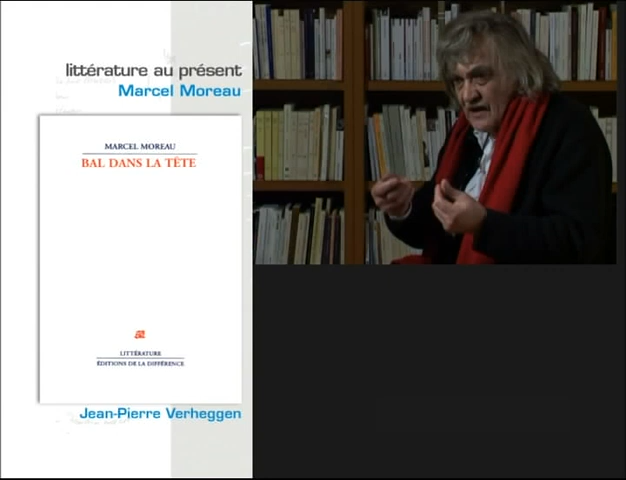 littérature au présent
Marcel Moreau
MARCEL MOREAU
BAL DANS LA TÊTE
LITTÉRATURE
ÉDITIONS DE LA DIFFÉRENCE
Jean-Pierre Verheggen